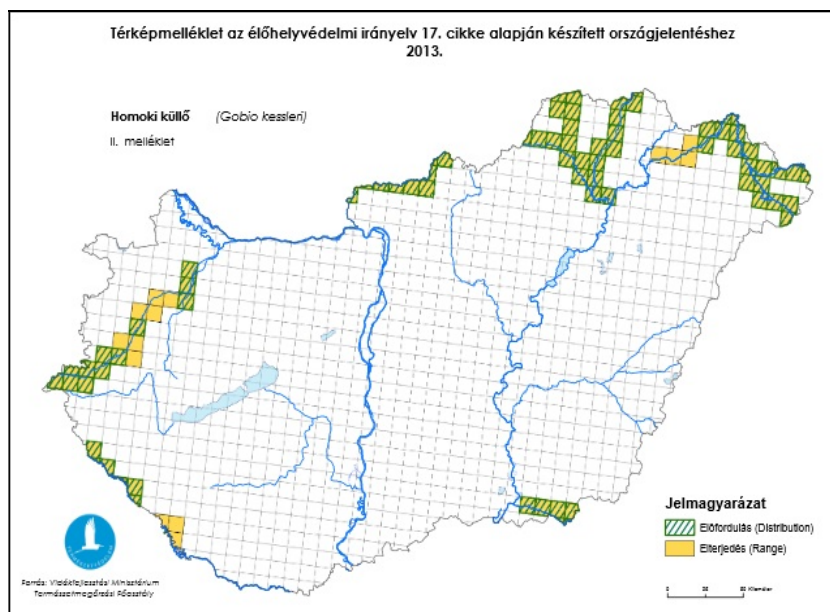 Térképmelléklet az élőhelyvédelmi irányelv 17. cikke alapján készített országjelentéshez
2013.
Homoki küllő (Gobio kessleri)
II. melléklet
Jelmagyarázat
Előfordulás (Distribution)
Elterjedés (Range)
Forrás: Vidékfejlesztési Minisztérium
Természetmegőrzési Főosztály
Kilométer